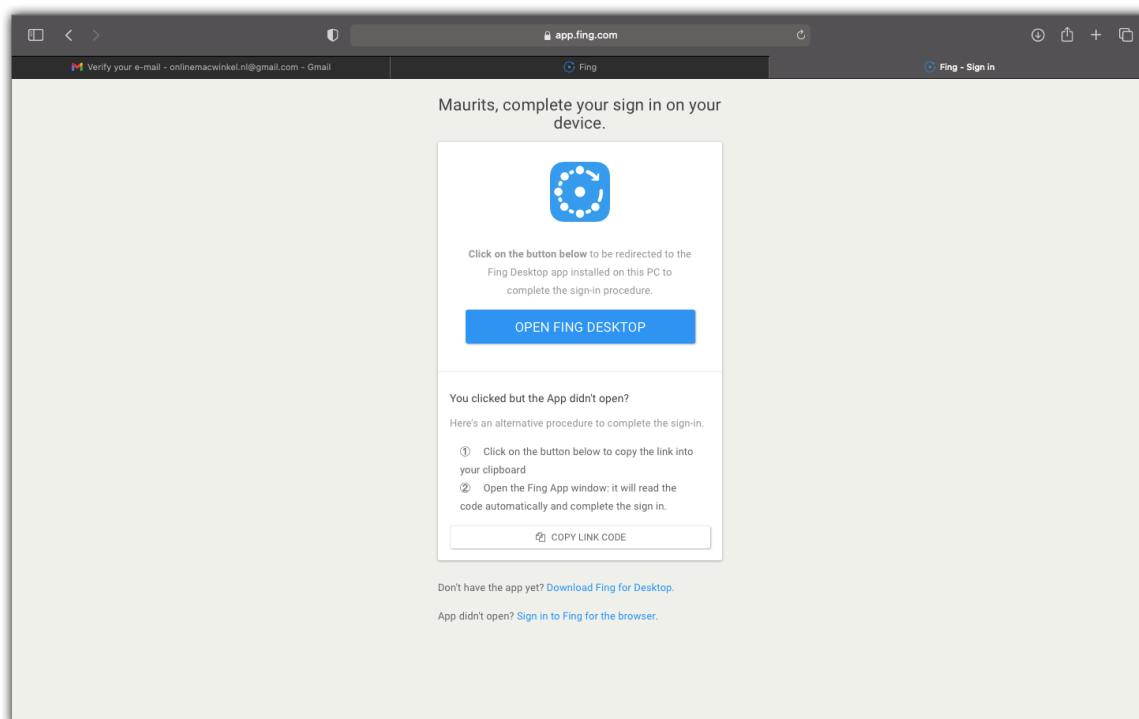 app.fing.com
Verify your e-mail - onlinemacwinkel.nl@gmail.com - Gmail
Fing
Fing - Sign in
Maurits, complete your sign in on your
device.
Click on the button below to be redirected to the
Fing Desktop app installed on this PC to
complete the sign-in procedure.
OPEN FING DESKTOP
You clicked but the App didn't open?
Here's an alternative procedure to complete the sign-in.
① Click on the button below to copy the link into
your clipboard
② Open the Fing App window: it will read the
code automatically and complete the sign in.
COPY LINK CODE
Don't have the app yet? Download Fing for Desktop.
App didn't open? Sign in to Fing for the browser.